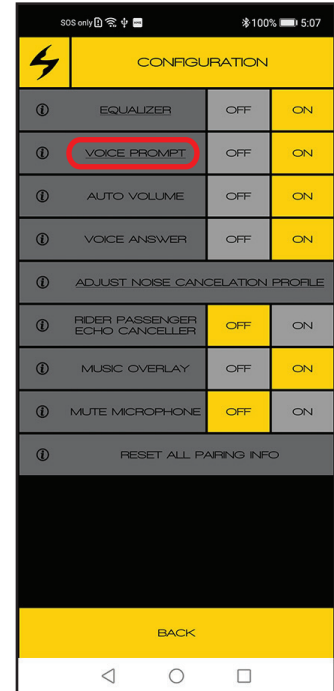 SOS only
100% 5:07
CONFIGURATION
EQUALIZER OFF ON
VOICE PROMPT OFF ON
AUTO VOLUME OFF ON
VOICE ANSWER OFF ON
ADJUST NOISE CANCELATION PROFILE
RIDER PASSENGER
ECHO CANCELLER OFF ON
MUSIC OVERLAY OFF ON
MUTE MICROPHONE OFF ON
RESET ALL PAIRING INFO
BACK